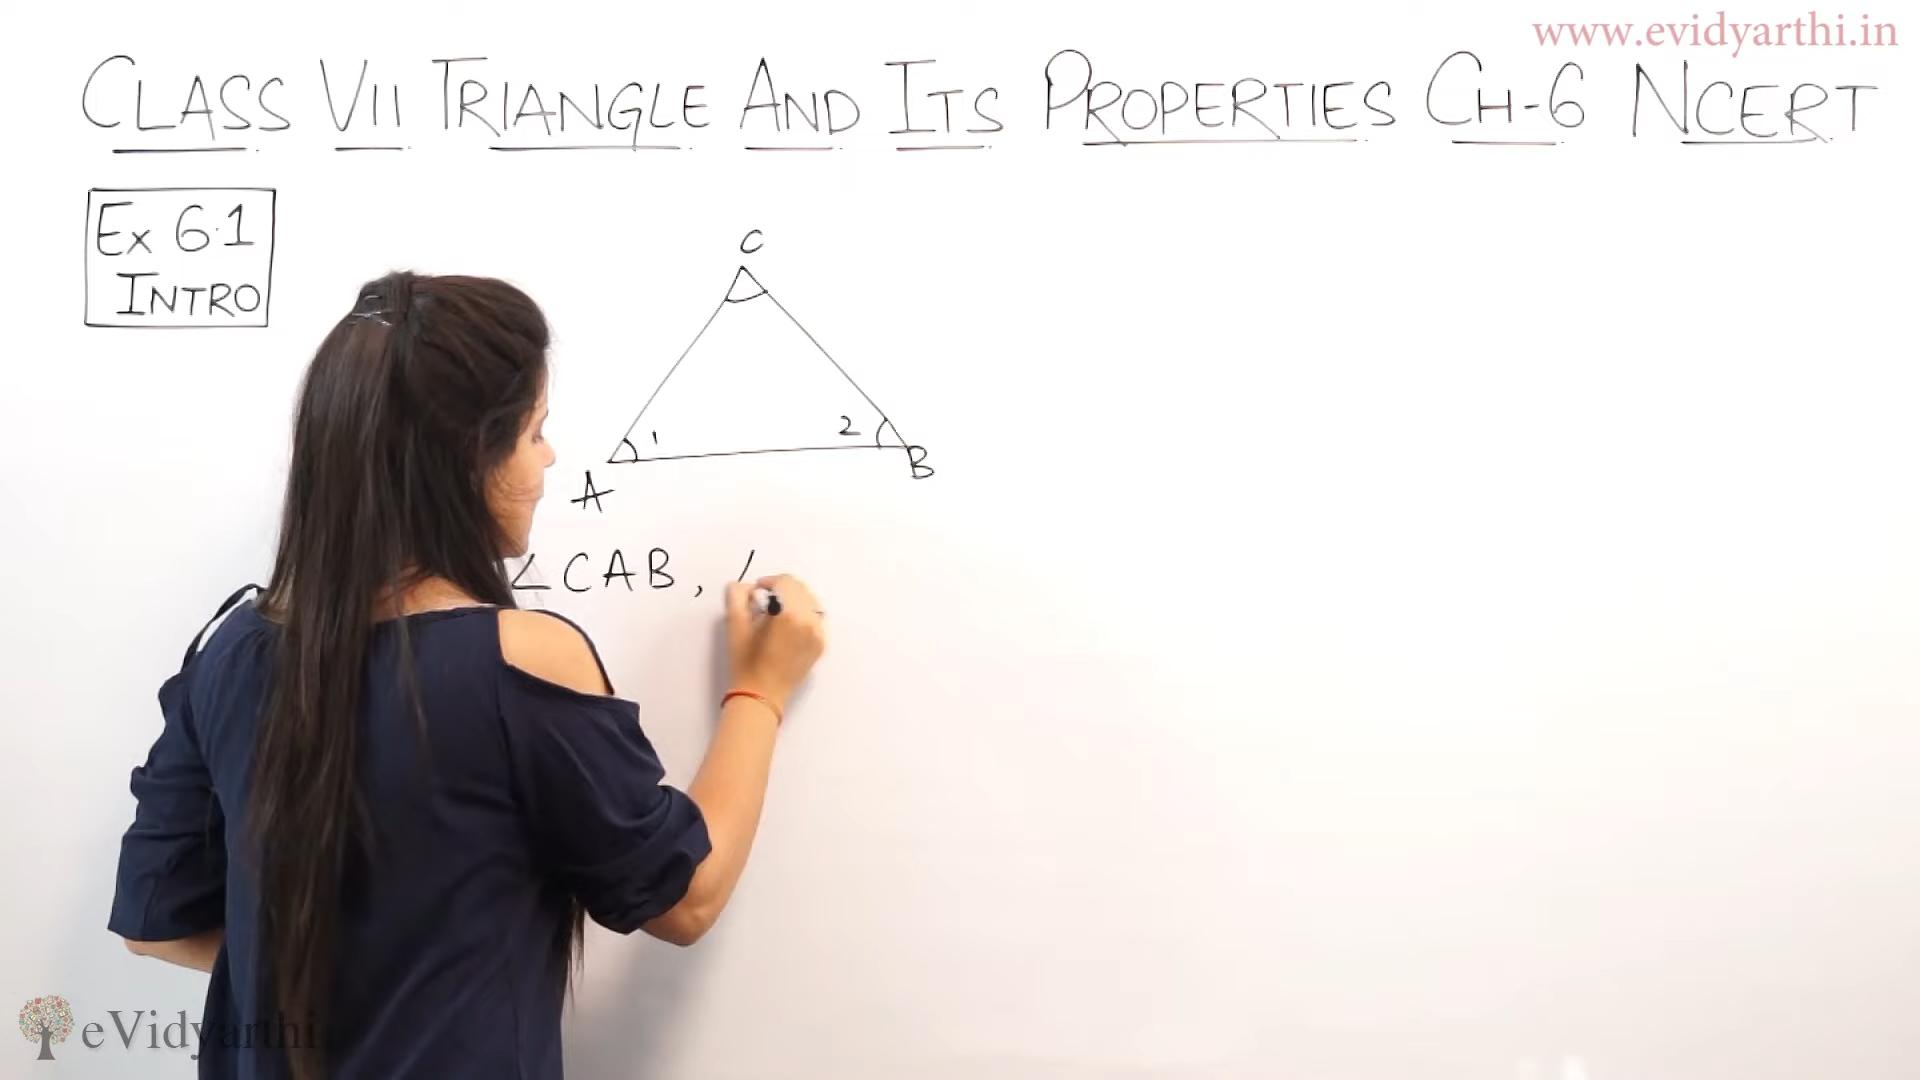 www.evidyarthi.in
CLASS VII TRIANGLE AND ITS PROPERTIES CH-6 NCERT
EX 6.1
INTRO
C
1
2
A
B
∠CAB, ∠
eVidyarthi